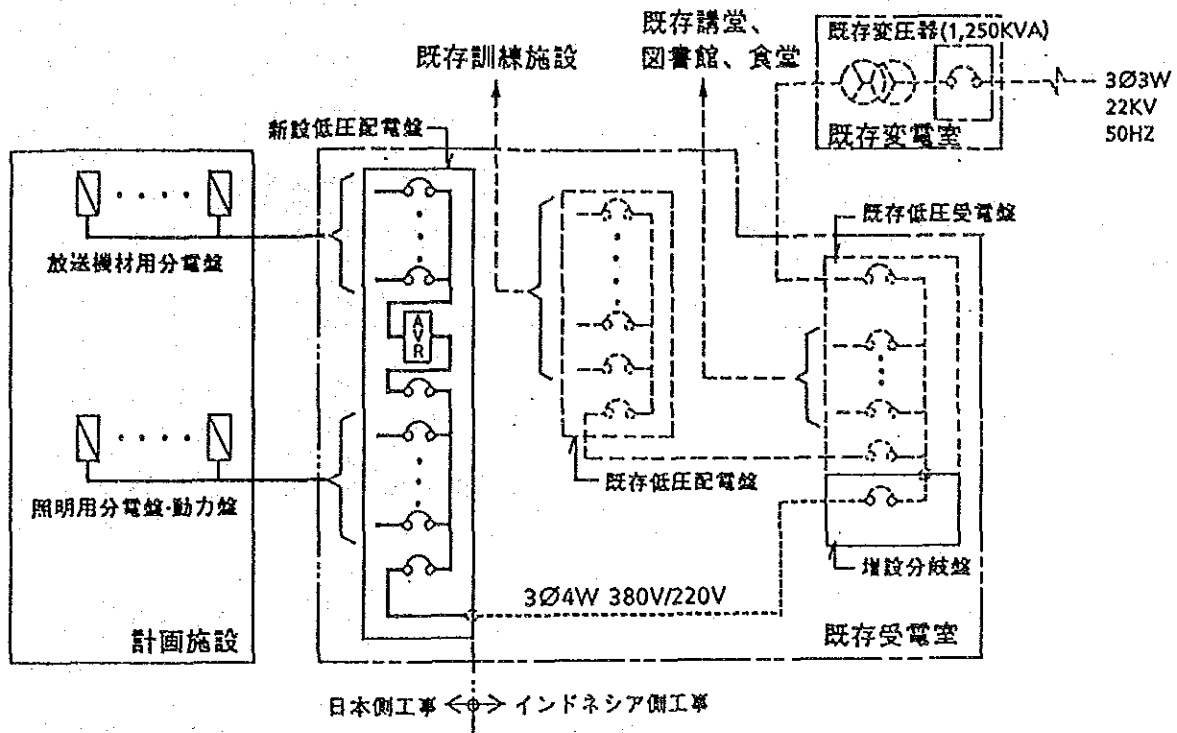 既存講堂、
図書館、食堂
既存訓練施設
既存変圧器(1,250KVA)
3Ø3W
22KV
50HZ
既存変電室
新設低圧配電盤
既存低圧受電盤
放送機材用分電盤
AVR
照明用分電盤・動力盤
既存低圧配電盤
増設分岐盤
3Ø4W 380V/220V
計画施設
既存受電室
日本側工事
インドネシア側工事